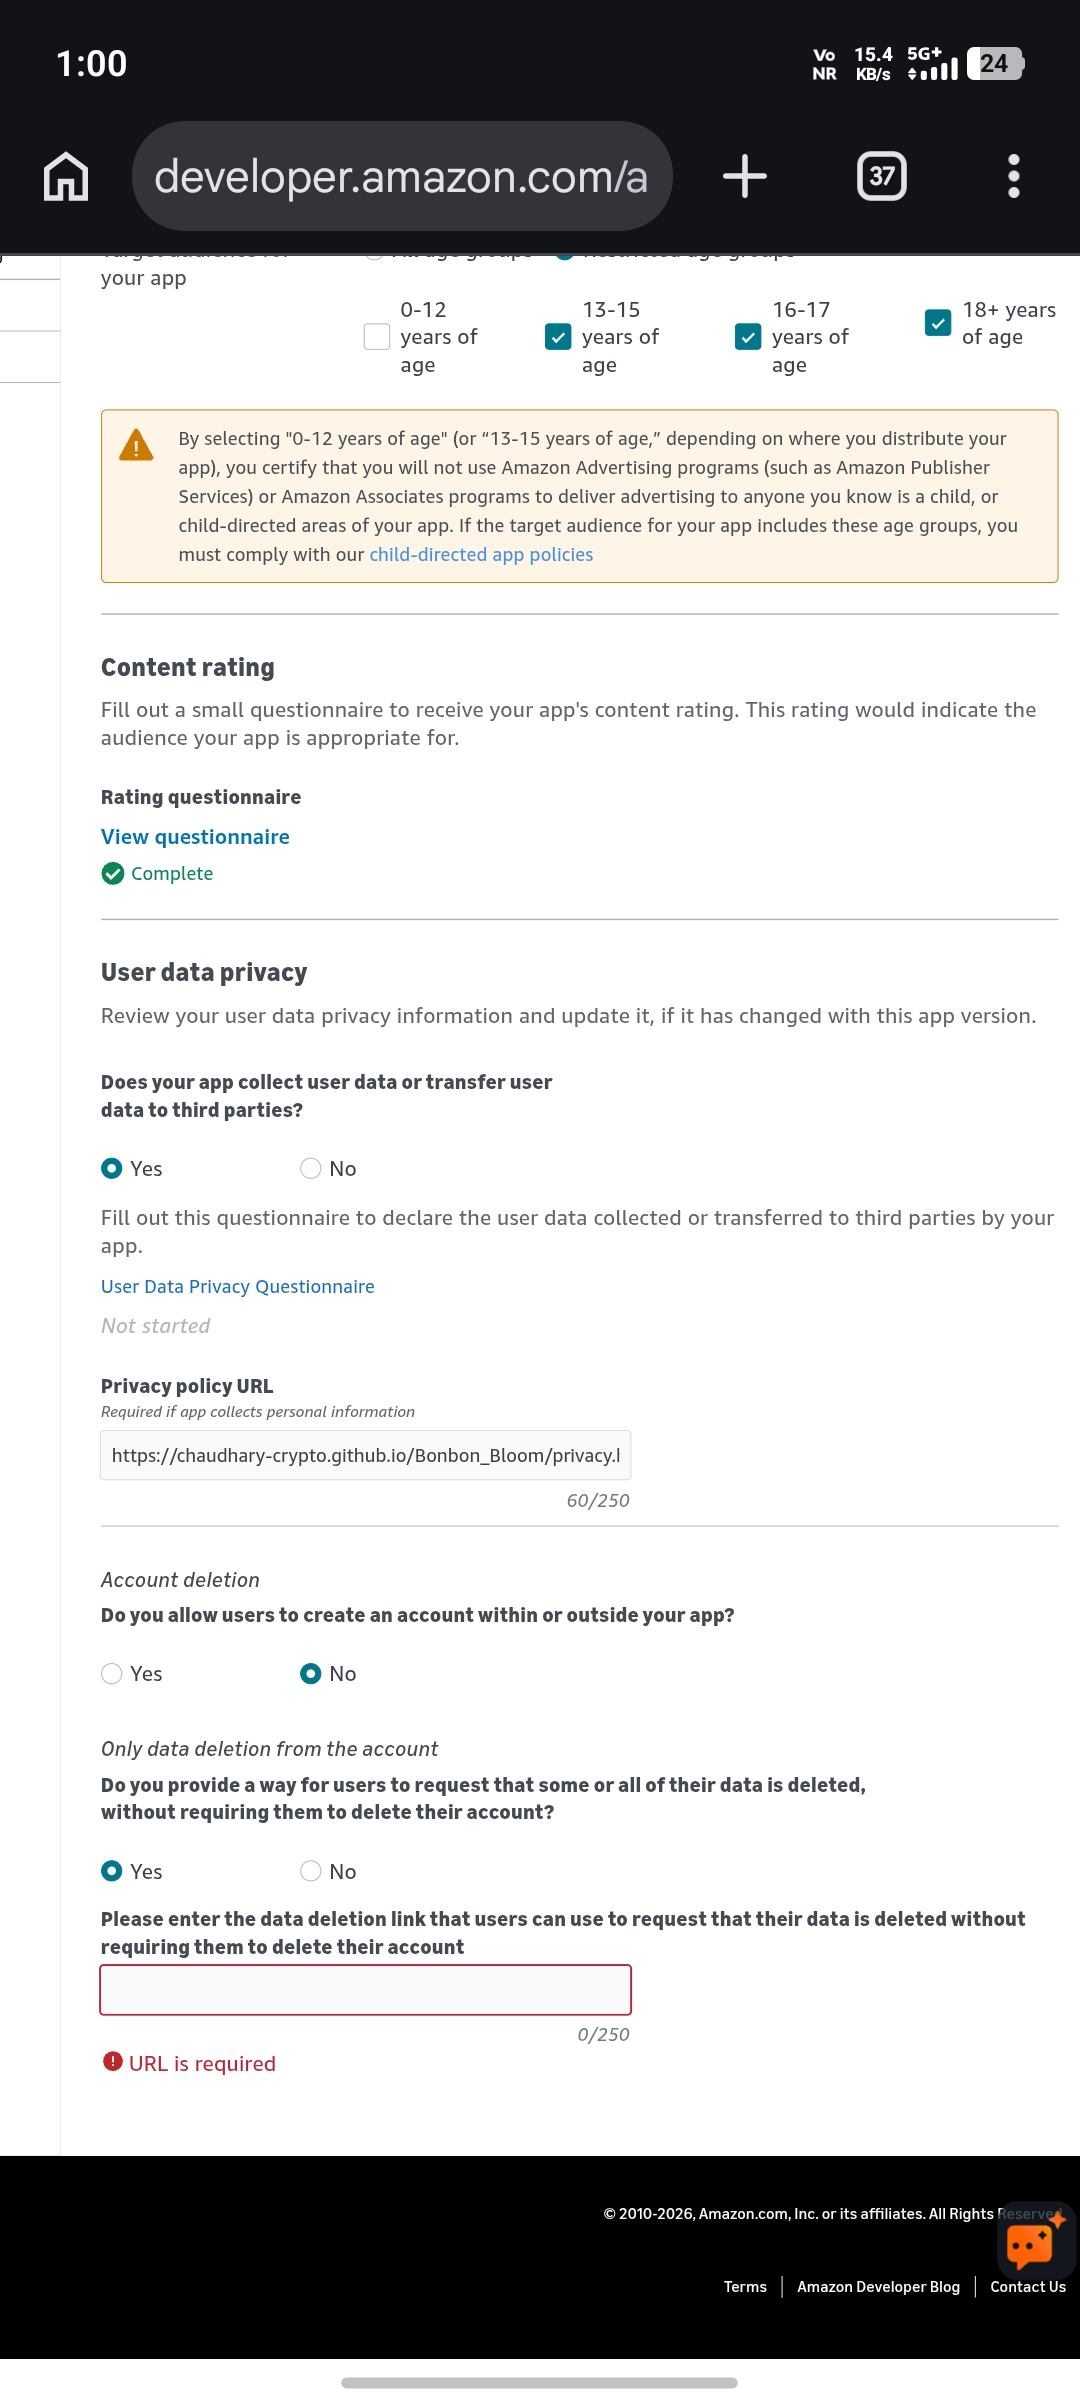 1:00
Vo NR 15.4 KB/s 5G+ 24
developer.amazon.com/a
37
your app
0-12 years of age
13-15 years of age
16-17 years of age
18+ years of age
By selecting "0-12 years of age" (or “13-15 years of age,” depending on where you distribute your
app), you certify that you will not use Amazon Advertising programs (such as Amazon Publisher
Services) or Amazon Associates programs to deliver advertising to anyone you know is a child, or
child-directed areas of your app. If the target audience for your app includes these age groups, you
must comply with our child-directed app policies
Content rating
Fill out a small questionnaire to receive your app's content rating. This rating would indicate the
audience your app is appropriate for.
Rating questionnaire
View questionnaire
Complete
User data privacy
Review your user data privacy information and update it, if it has changed with this app version.
Does your app collect user data or transfer user
data to third parties?
Yes No
Fill out this questionnaire to declare the user data collected or transferred to third parties by your
app.
User Data Privacy Questionnaire
Not started
Privacy policy URL
Required if app collects personal information
https://chaudhary-crypto.github.io/Bonbon_Bloom/privacy.
60/250
Account deletion
Do you allow users to create an account within or outside your app?
Yes No
Only data deletion from the account
Do you provide a way for users to request that some or all of their data is deleted,
without requiring them to delete their account?
Yes No
Please enter the data deletion link that users can use to request that their data is deleted without
requiring them to delete their account
0/250
URL is required
© 2010-2026, Amazon.com, Inc. or its affiliates. All Rights Reserved
Terms Amazon Developer Blog Contact Us